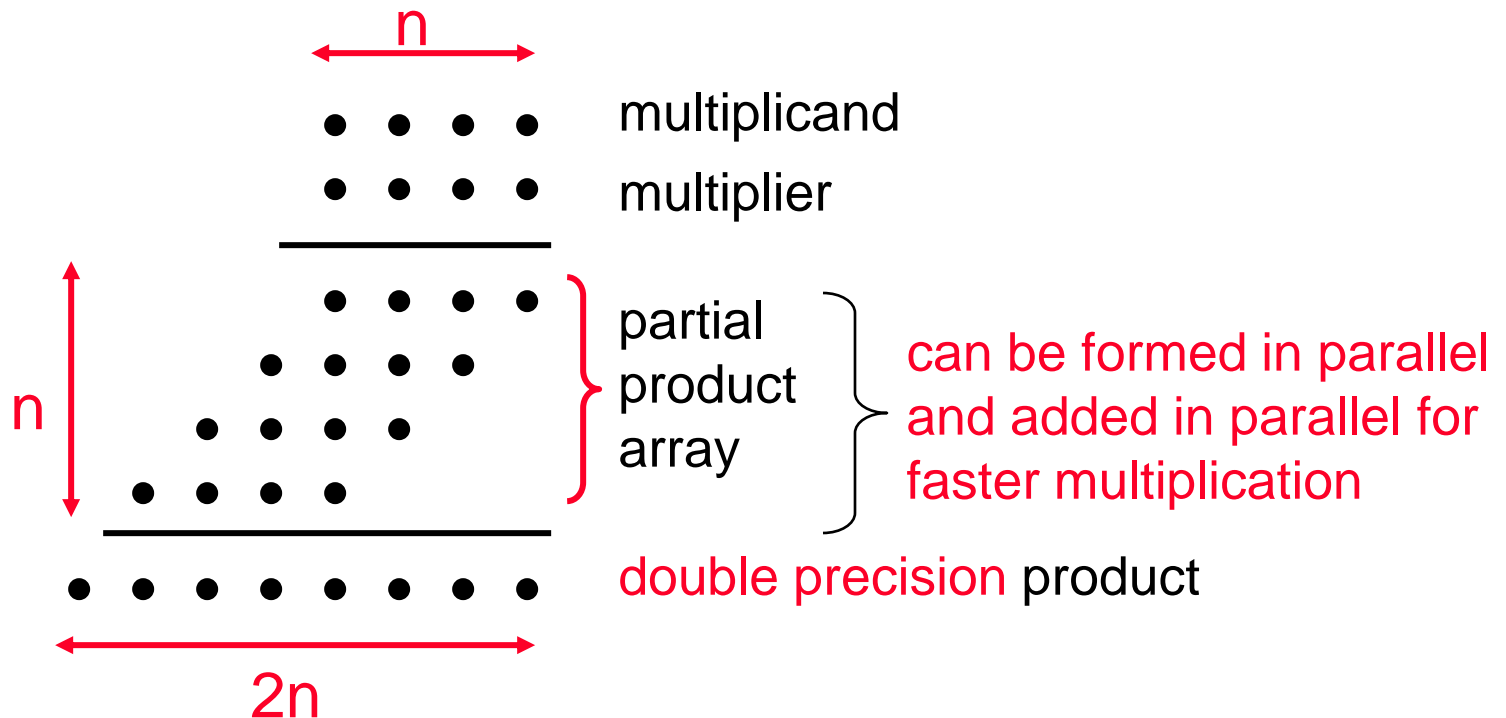 n
multiplicand
multiplier
n
partial
product
array
can be formed in parallel
and added in parallel for
faster multiplication
double precision product
2n